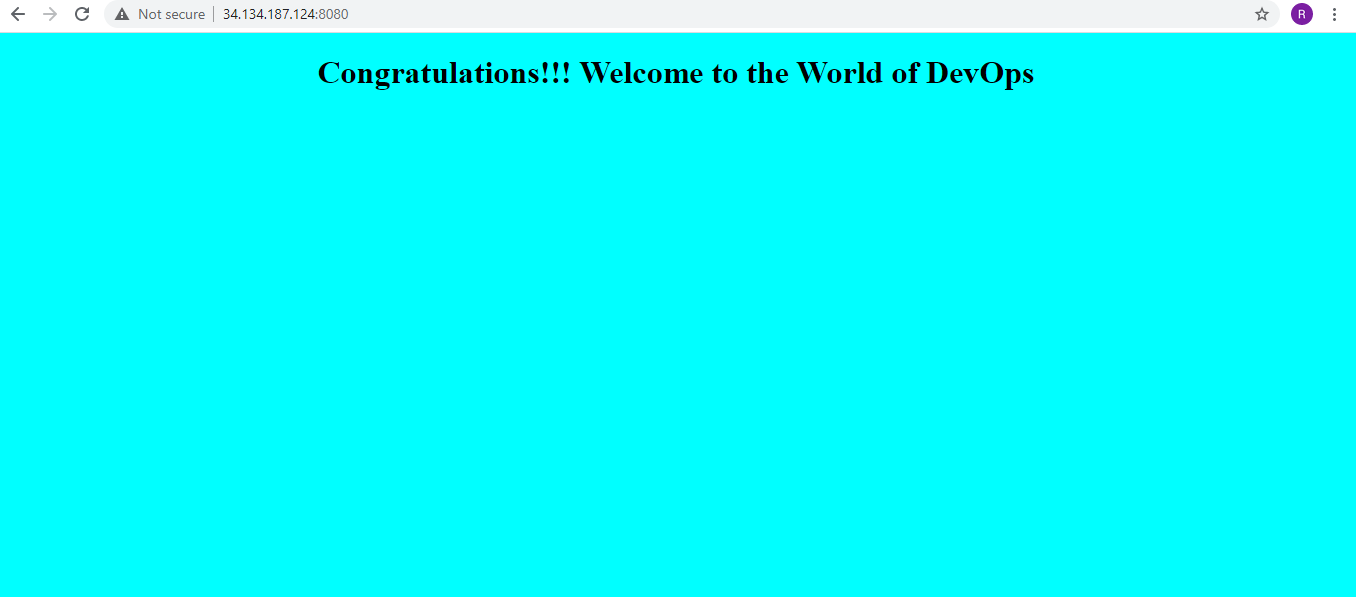 Not secure 34.134.187.124:8080
R
Congratulations!!! Welcome to the World of DevOps